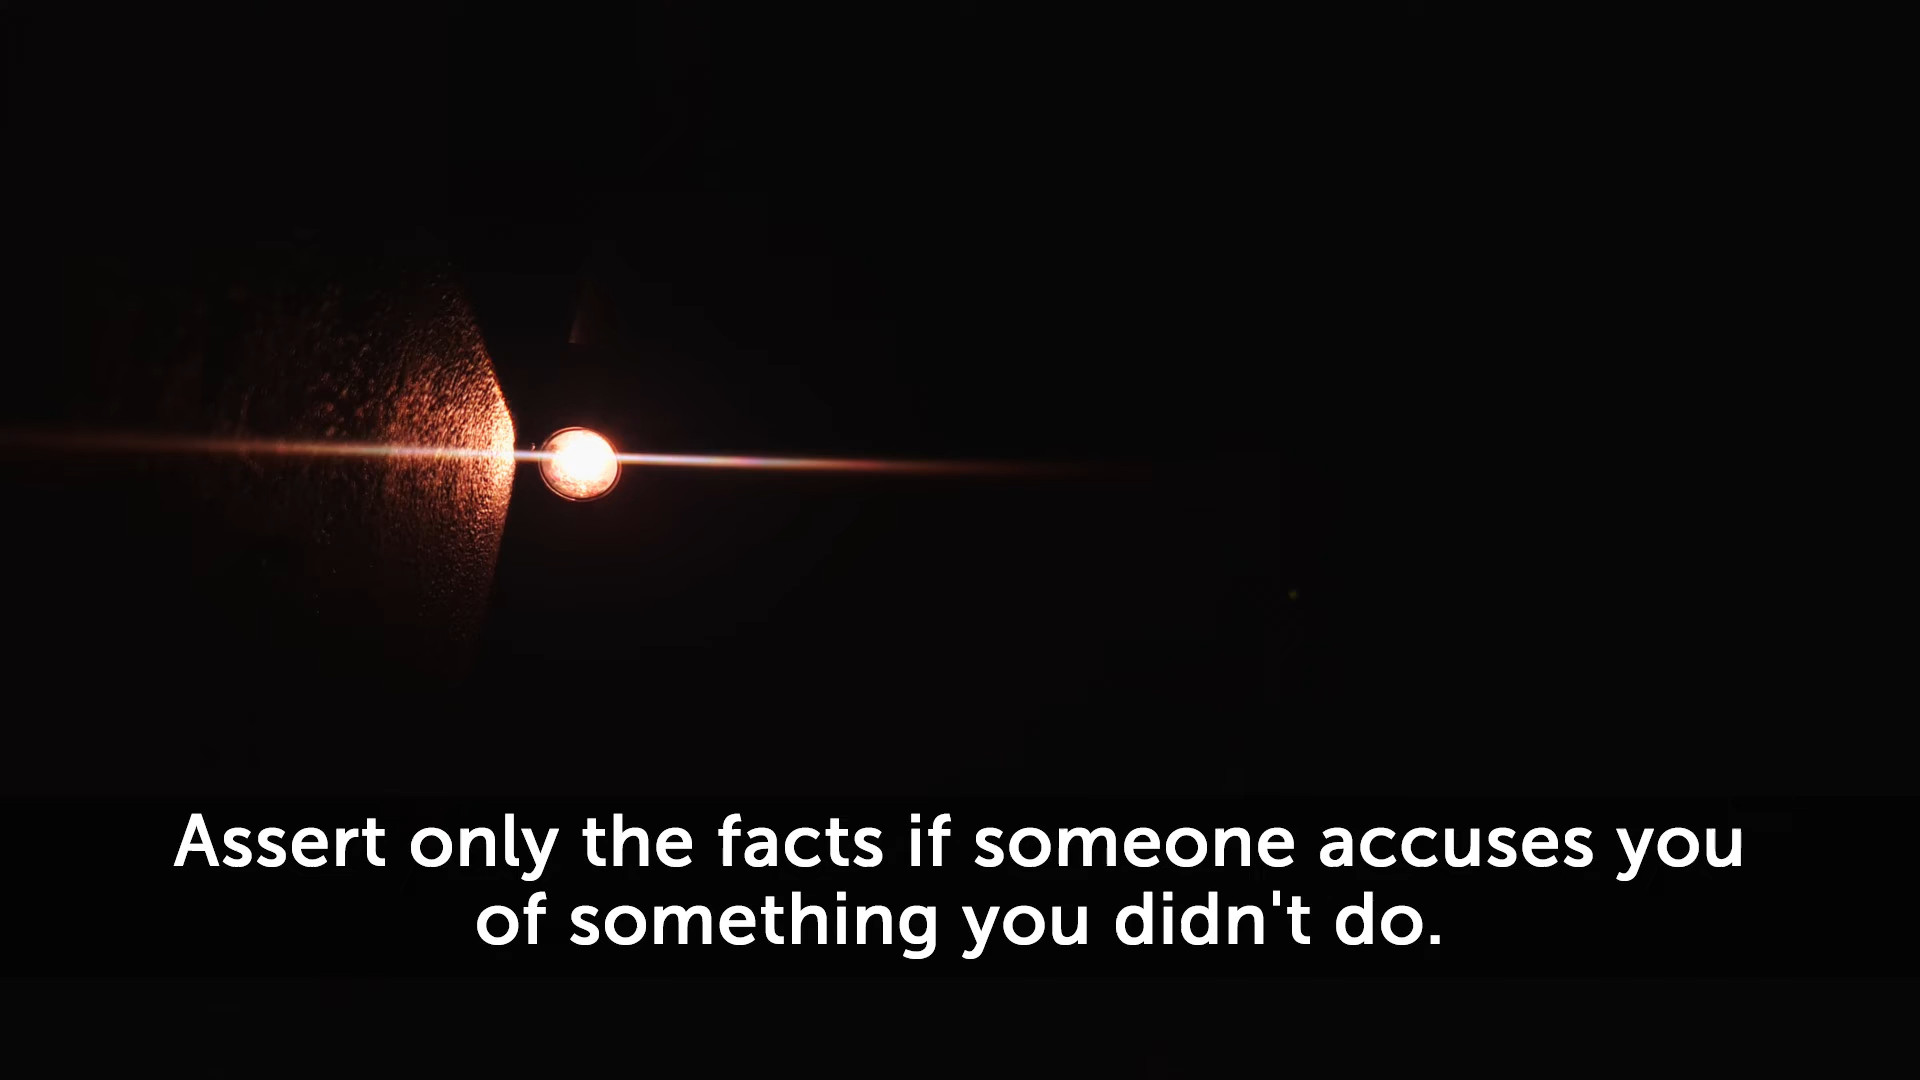 Assert only the facts if someone accuses you
of something you didn't do.